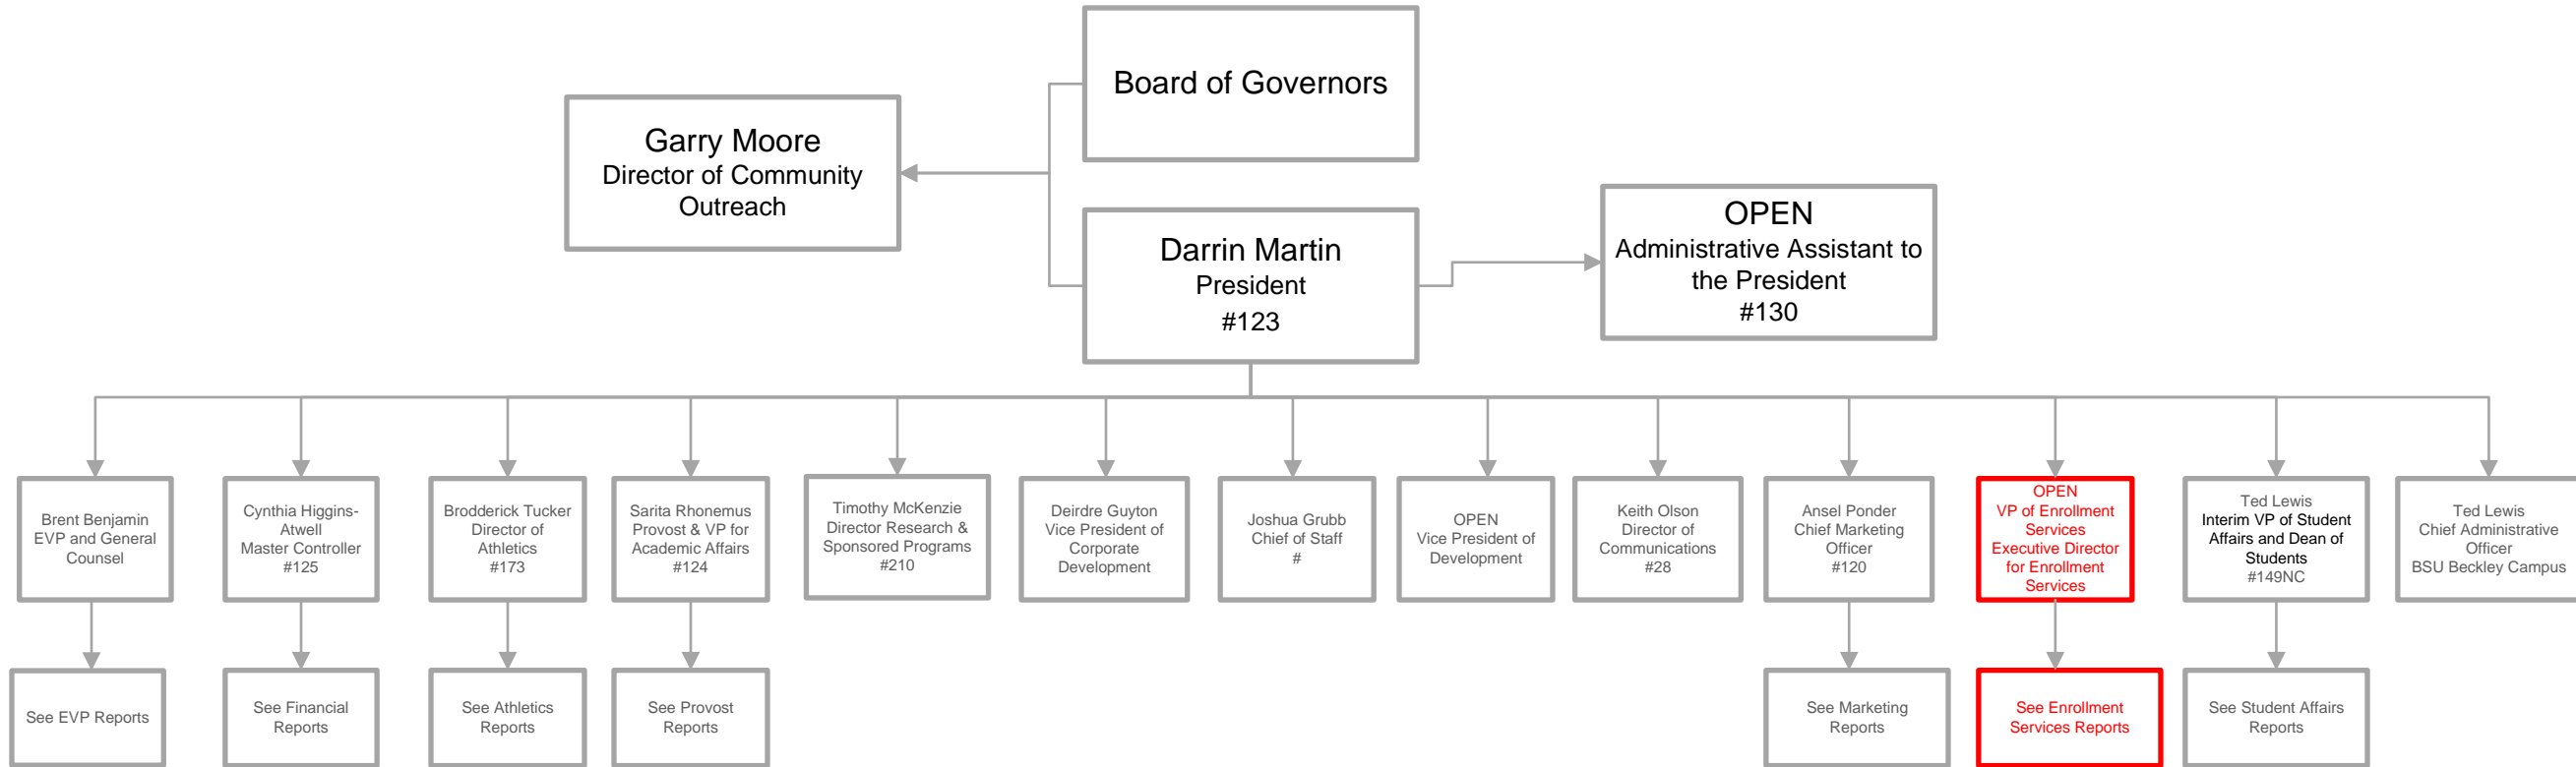 Board of Governors
Garry Moore
Director of Community
Outreach
Darrin Martin
President
#123
OPEN
Administrative Assistant to
the President
#130
Brent Benjamin
EVP and General
Counsel
Cynthia Higgins-
Atwell
Master Controller
#125
Brodderick Tucker
Director of
Athletics
#173
Sarita Rhonemus
Provost & VP for
Academic Affairs
#124
Timothy McKenzie
Director Research &
Sponsored Programs
#210
Deirdre Guyton
Vice President of
Corporate
Development
Joshua Grubb
Chief of Staff
#
OPEN
Vice President of
Development
Keith Olson
Director of
Communications
#28
Ansel Ponder
Chief Marketing
Officer
#120
OPEN
VP of Enrollment
Services
Executive Director
for Enrollment
Services
Ted Lewis
Interim VP of Student
Affairs and Dean of
Students
#149NC
Ted Lewis
Chief Administrative
Officer
BSU Beckley Campus
See EVP Reports
See Financial
Reports
See Athletics
Reports
See Provost
Reports
See Marketing
Reports
See Enrollment
Services Reports
See Student Affairs
Reports